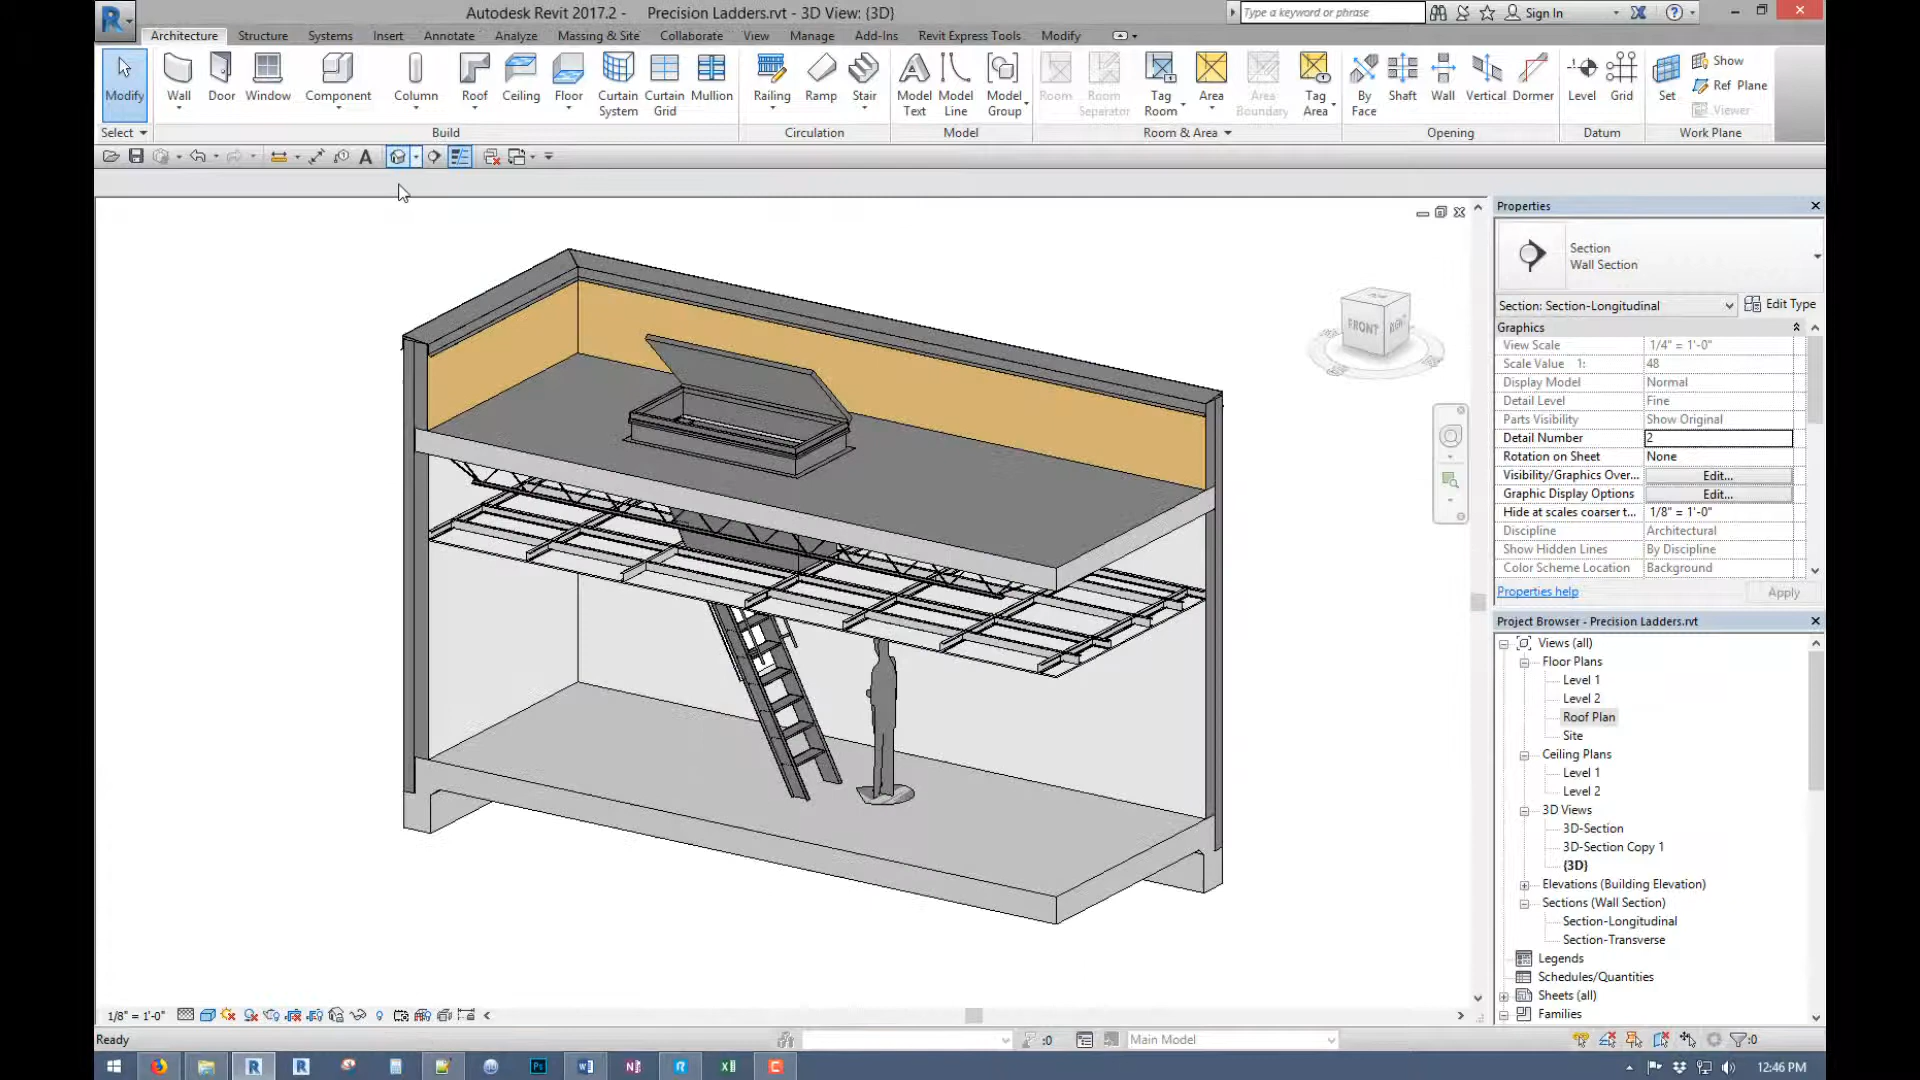 Autodesk Revit 2017.2 - Precision Ladders.rvt - 3D View: {3D}
Type a keyword or phrase
Sign In
Architecture Structure Systems Insert Annotate Analyze Massing & Site Collaborate View Manage Add-Ins Revit Express Tools Modify
Modify Wall Door Window Component Column Roof Ceiling Floor Curtain System Curtain Grid Mullion Railing Ramp Stair Model Text Model Line Model Group Room Room Separator Tag Room Area Area Boundary Tag Area By Face Shaft Wall Vertical Dormer Level Grid Set Show Ref Plane Viewer
Select Build Circulation Model Room & Area Opening Datum Work Plane
FRONT
Properties
Section
Wall Section
Section: Section-Longitudinal Edit Type
Graphics
View Scale 1/4" = 1'-0"
Scale Value 1: 48
Display Model Normal
Detail Level Fine
Parts Visibility Show Original
Detail Number 2
Rotation on Sheet None
Visibility/Graphics Over... Edit...
Graphic Display Options Edit...
Hide at scales coarser t... 1/8" = 1'-0"
Discipline Architectural
Show Hidden Lines By Discipline
Color Scheme Location Background
Properties help Apply
Project Browser - Precision Ladders.rvt
Views (all)
Floor Plans
Level 1
Level 2
Roof Plan
Site
Ceiling Plans
Level 1
Level 2
3D Views
3D-Section
3D-Section Copy 1
{3D}
Elevations (Building Elevation)
Sections (Wall Section)
Section-Longitudinal
Section-Transverse
Legends
Schedules/Quantities
Sheets (all)
Families
1/8" = 1'-0"
Ready :0 Main Model :0
12:46 PM